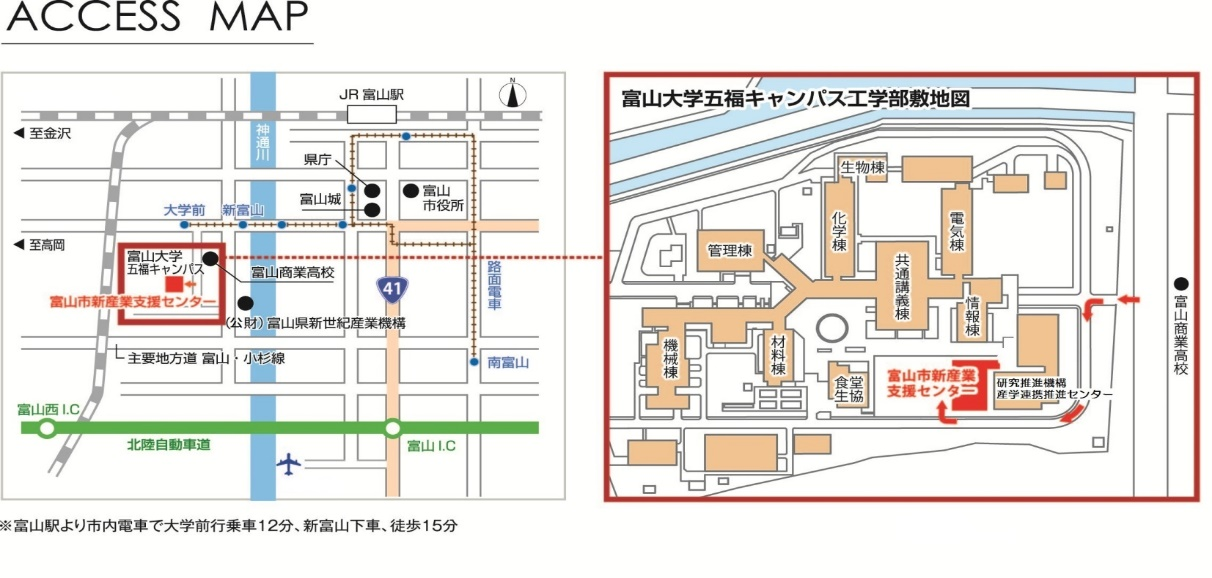 ACCESS MAP
N
JR富山駅
至金沢
神通川
県庁
富山城
富山
市役所
大学前
新富山
至高岡
富山大学
五福キャンパス
富山商業高校
富山市新産業支援センター
(公財)富山県新世紀産業機構
41
路面電車
主要地方道 富山・小杉線
南富山
富山西I.C
北陸自動車道
富山I.C
※富山駅より市内電車で大学前行乗車12分、新富山下車、徒歩15分
富山大学五福キャンパス工学部敷地図
生物棟
化学棟
電気棟
管理棟
共通講義棟
情報棟
機械棟
材料棟
食堂
生協
富山市新産業
支援センター
研究推進機構
産学連携推進センター
富山商業高校